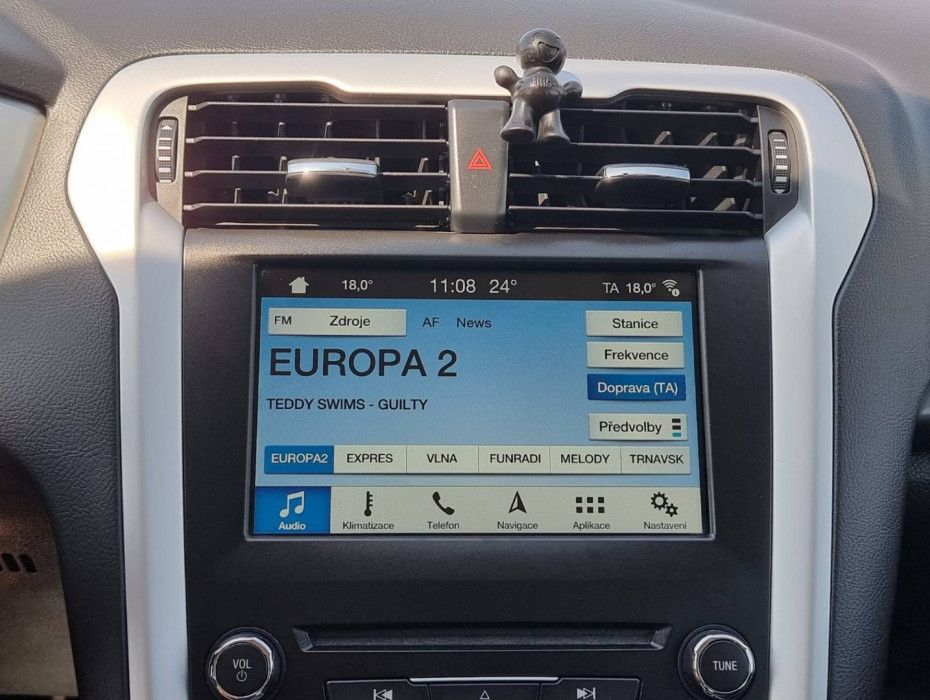 18,0° 11:08 24° TA 18,0°
FM Zdroje AF News Stanice
EUROPA 2
Frekvence
Doprava (TA)
TEDDY SWIMS - GUILTY
Předvolby
EUROPA2 EXPRES VLNA FUNRADI MELODY TRNAVSK
Audio Klimatizace Telefon Navigace Aplikace Nastavení
VOL
TUNE